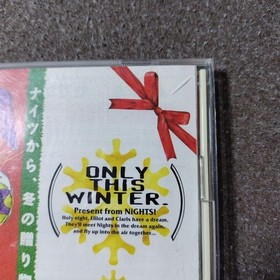 ONLY
THIS
WINTER.
Present from NiGHTS!
Holy night, Elliot and Claris have a dream.
They'll meet Nights in the dream again,
and fly up into the air together...
ナイツから、冬の贈り物